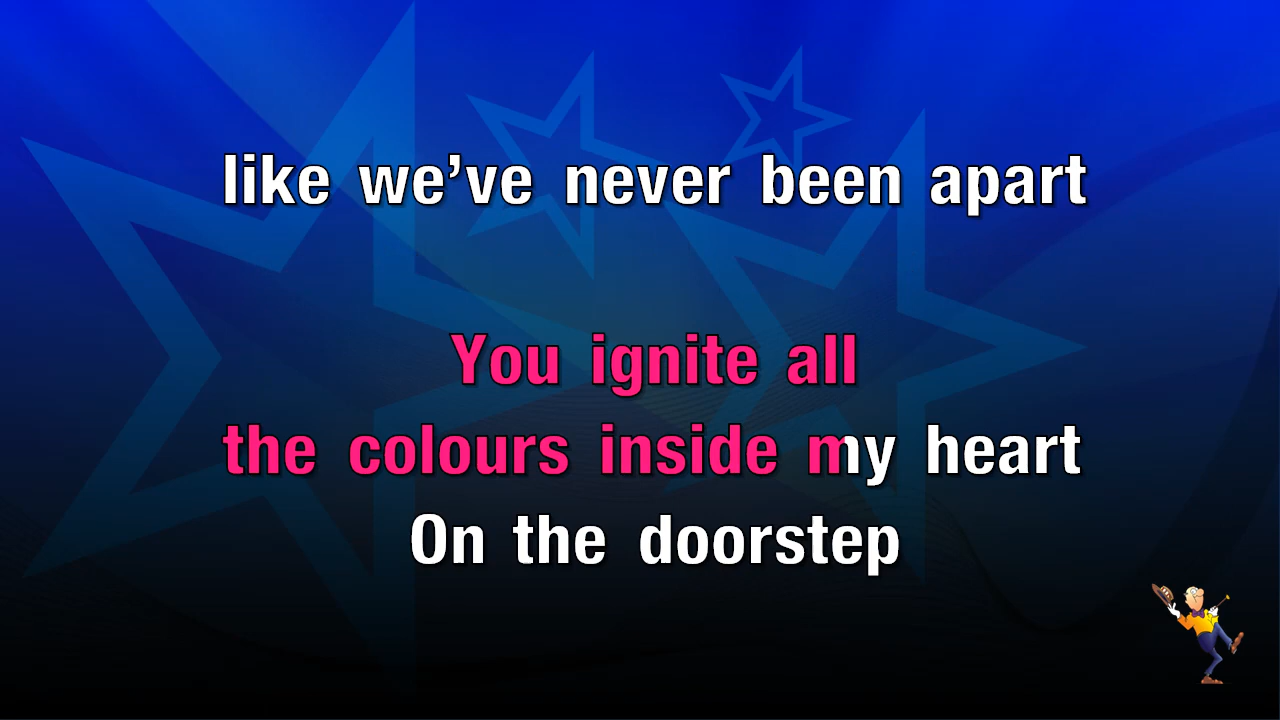 like we’ve never been apart
You ignite all
the colours inside my heart
On the doorstep